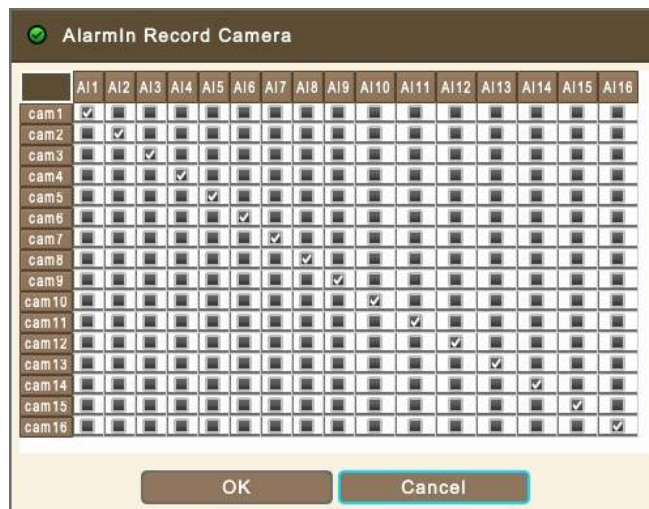 AlarmIn Record Camera
AI1 AI2 AI3 AI4 AI5 AI6 AI7 AI8 AI9 AI10 AI11 AI12 AI13 AI14 AI15 AI16
cam1
cam2
cam3
cam4
cam5
cam6
cam7
cam8
cam9
cam10
cam11
cam12
cam13
cam14
cam15
cam16
OK Cancel